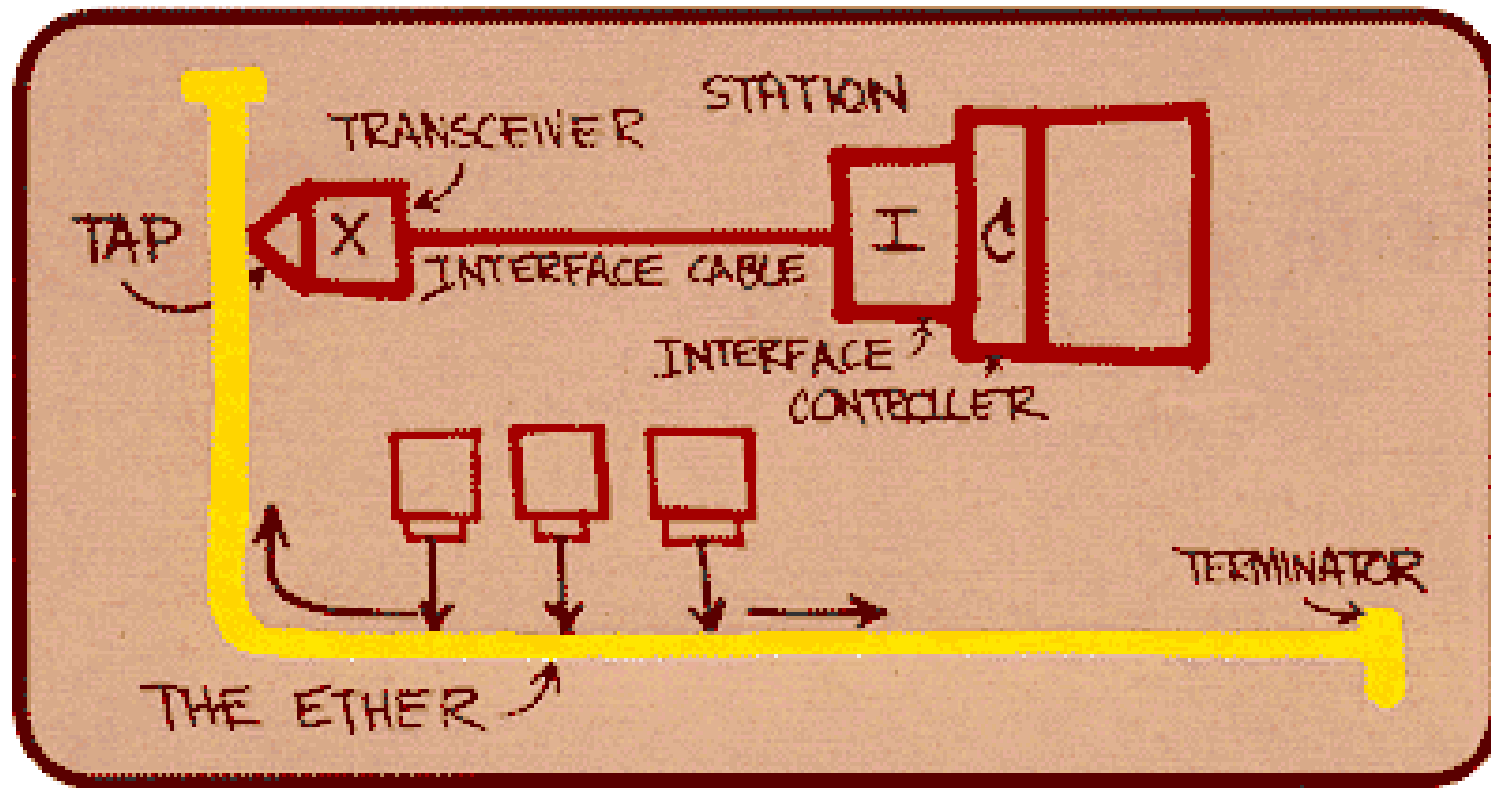 STATION
TRANSCEIVER
TAP
X
I
C
INTERFACE CABLE
INTERFACE
CONTROLLER
TERMINATOR
THE ETHER